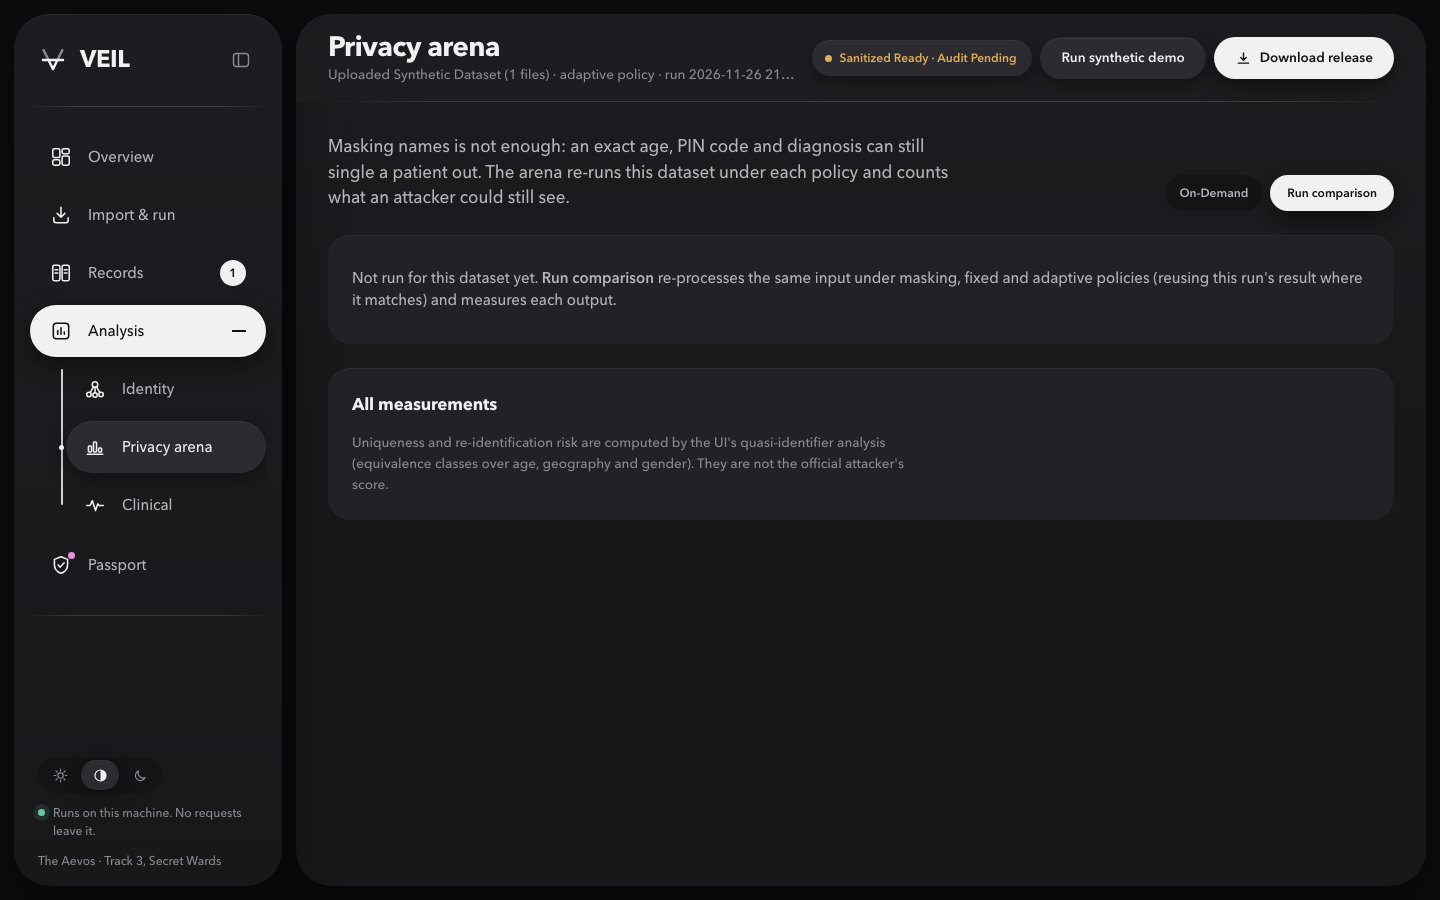 VEIL
Overview
Import & run
Records
1
Analysis
Identity
Privacy arena
Clinical
Passport
Runs on this machine. No requests
leave it.
The Aevos · Track 3, Secret Wards
Privacy arena
Uploaded Synthetic Dataset (1 files) · adaptive policy · run 2026-11-26 21...
Sanitized Ready · Audit Pending
Run synthetic demo
Download release
Masking names is not enough: an exact age, PIN code and diagnosis can still
single a patient out. The arena re-runs this dataset under each policy and counts
what an attacker could still see.
On-Demand
Run comparison
Not run for this dataset yet. Run comparison re-processes the same input under masking, fixed and adaptive policies (reusing this run's result where
it matches) and measures each output.
All measurements
Uniqueness and re-identification risk are computed by the UI's quasi-identifier analysis
(equivalence classes over age, geography and gender). They are not the official attacker's
score.